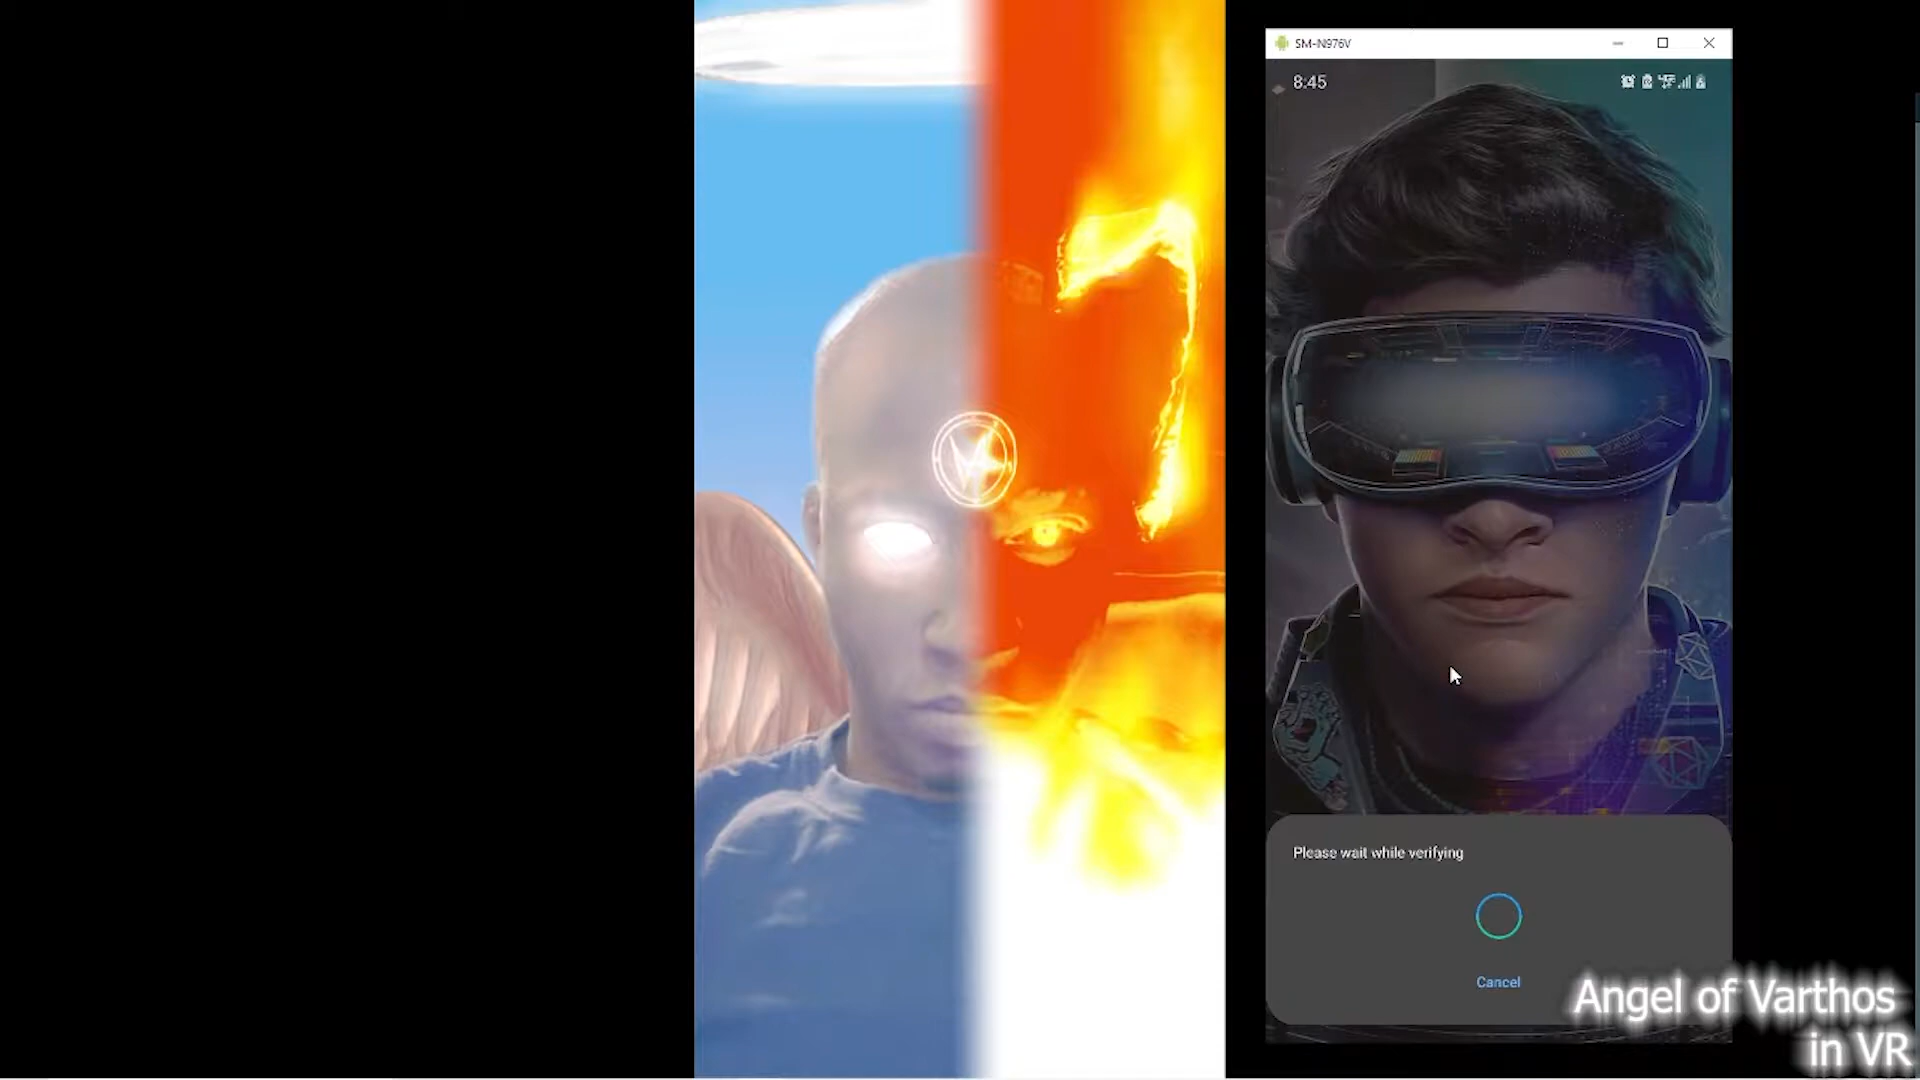 SM-N976V
8:45
Please wait while verifying
Cancel
Angel of Varthos
in VR